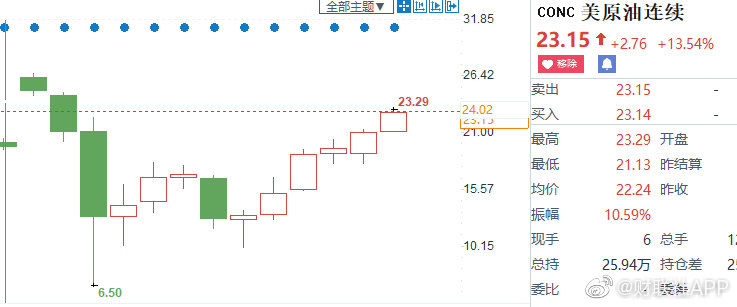 全部主题▼
31.85
26.42
24.02
23.15
21.00
15.57
10.15
23.29
6.50
CONC 美原油连续
23.15 +2.76 +13.54%
移除
卖出 23.15 -
买入 23.14 -
最高 23.29 开盘
最低 21.13 昨结算
均价 22.24 昨收
振幅 10.59%
现手 6 总手 12
总持 25.94万 持仓差 25
委比 - 委差
@财联社APP